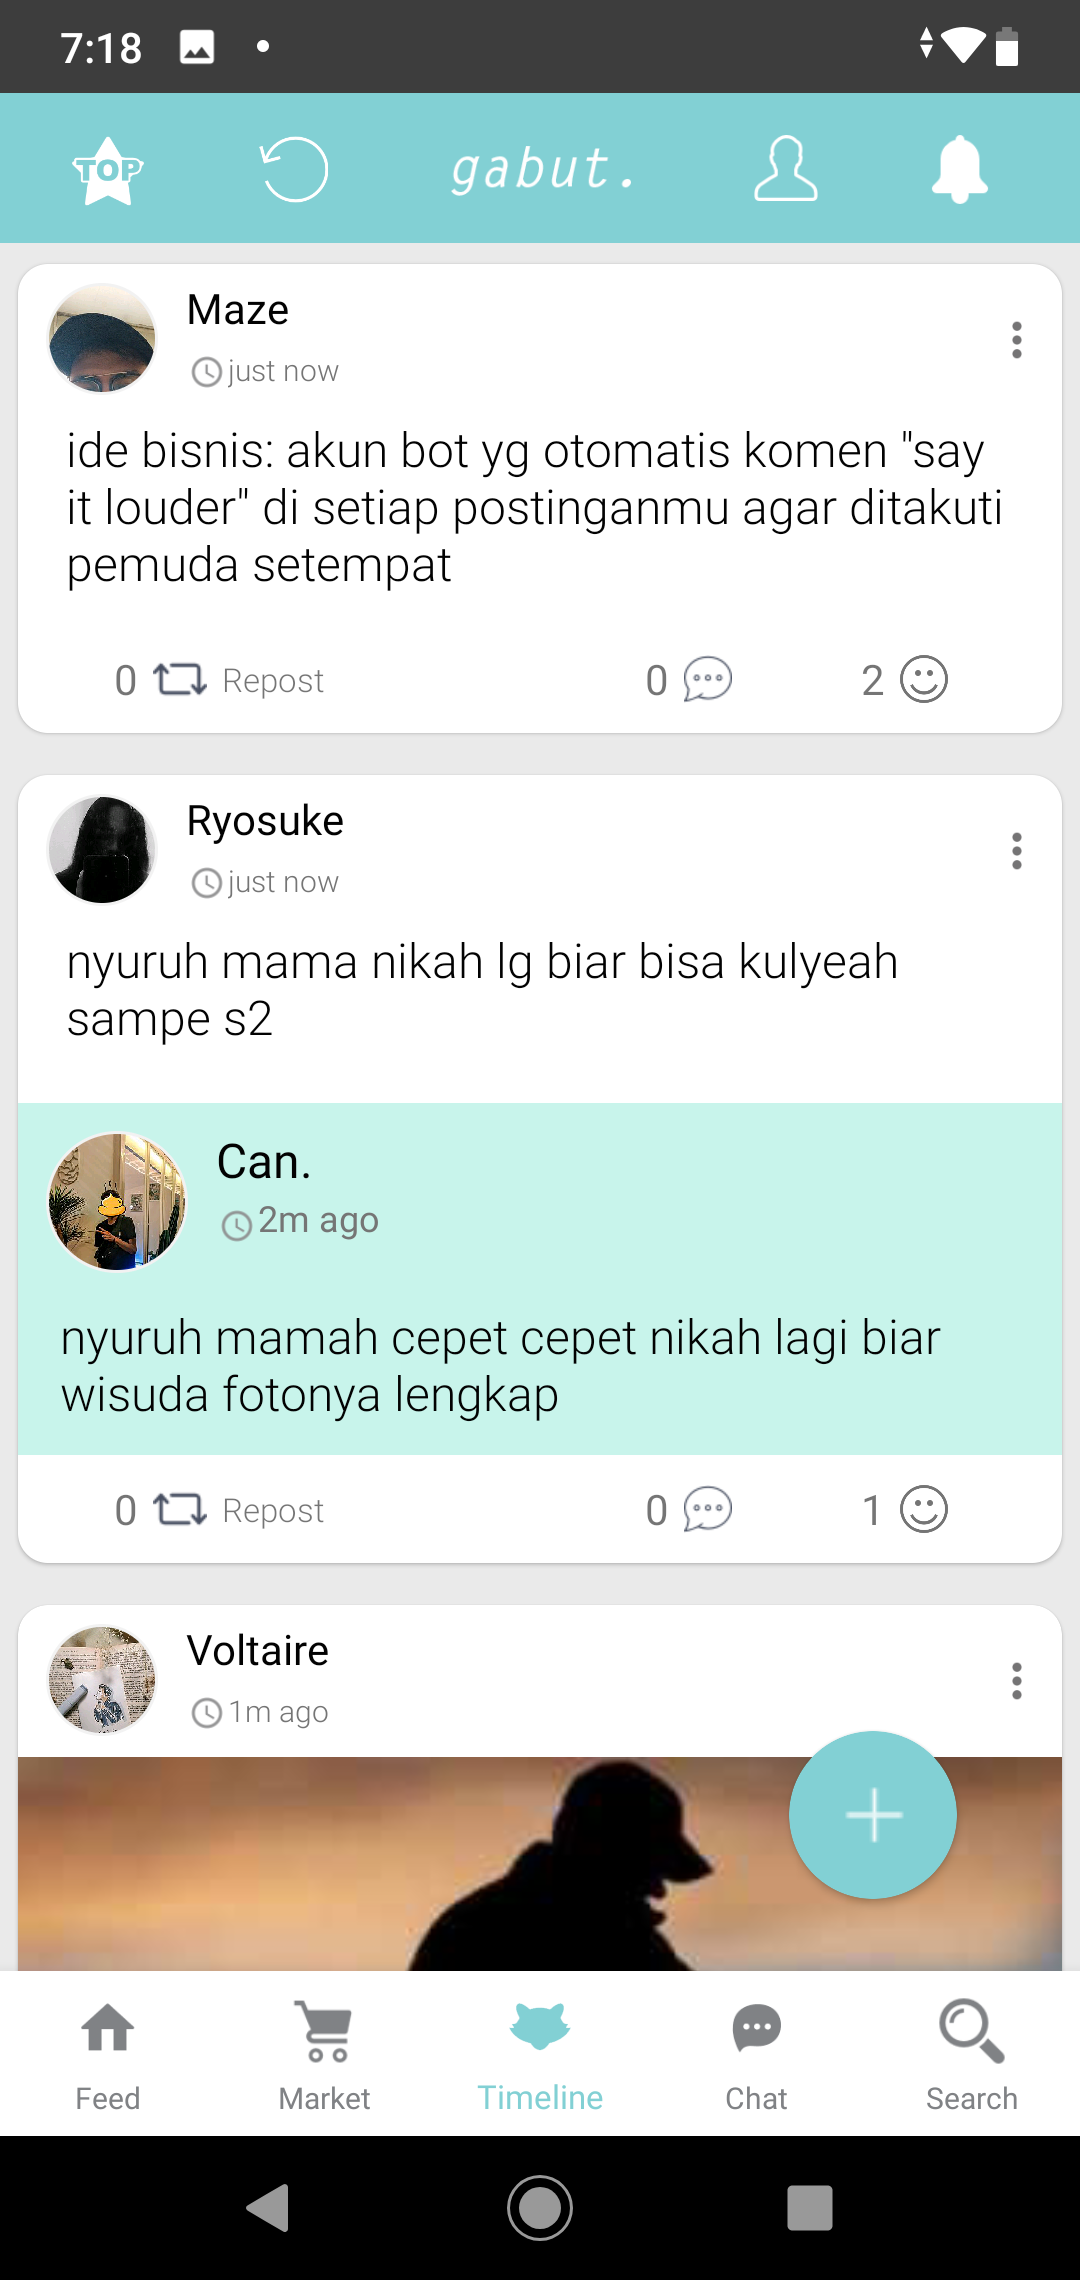 7:18
TOP
gabut.
Maze
just now
ide bisnis: akun bot yg otomatis komen "say
it louder" di setiap postinganmu agar ditakuti
pemuda setempat
0 Repost 0 2
Ryosuke
just now
nyuruh mama nikah lg biar bisa kulyeah
sampe s2
Can.
2m ago
nyuruh mamah cepet cepet nikah lagi biar
wisuda fotonya lengkap
0 Repost 0 1
Voltaire
1m ago
Feed Market Timeline Chat Search